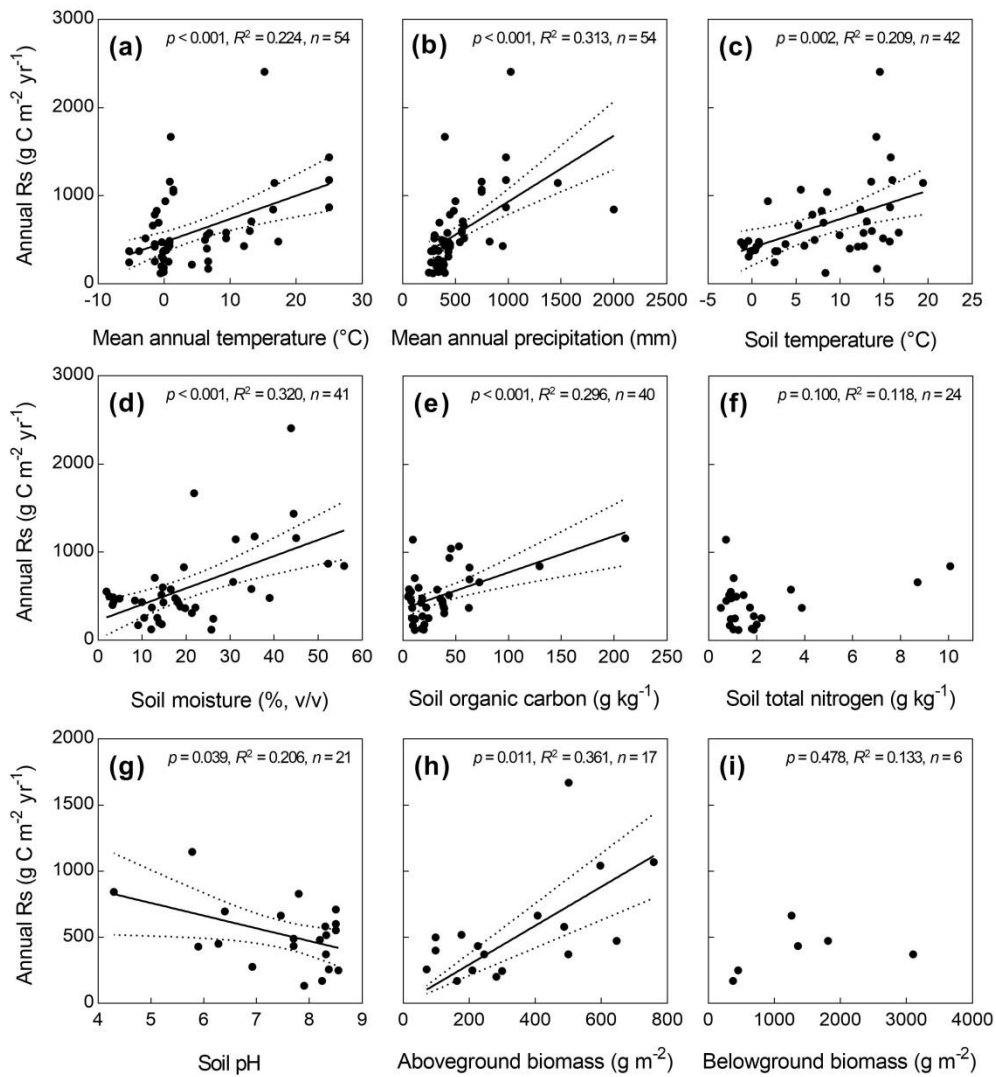 (a) p < 0.001, R² = 0.224, n = 54
3000
2000
1000
0
-10 0 10 20 30
Annual Rs (g C m⁻² yr⁻¹)
Mean annual temperature (°C)
(b) p < 0.001, R² = 0.313, n = 54
0 500 1000 1500 2000 2500
Mean annual precipitation (mm)
(c) p = 0.002, R² = 0.209, n = 42
-5 0 5 10 15 20 25
Soil temperature (°C)
(d) p < 0.001, R² = 0.320, n = 41
3000
2000
1000
0
0 10 20 30 40 50 60
Annual Rs (g C m⁻² yr⁻¹)
Soil moisture (%, v/v)
(e) p < 0.001, R² = 0.296, n = 40
0 50 100 150 200 250
Soil organic carbon (g kg⁻¹)
(f) p = 0.100, R² = 0.118, n = 24
0 2 4 6 8 10 12
Soil total nitrogen (g kg⁻¹)
(g) p = 0.039, R² = 0.206, n = 21
2000
1500
1000
500
0
4 5 6 7 8 9
Annual Rs (g C m⁻² yr⁻¹)
Soil pH
(h) p = 0.011, R² = 0.361, n = 17
0 200 400 600 800
Aboveground biomass (g m⁻²)
(i) p = 0.478, R² = 0.133, n = 6
0 1000 2000 3000 4000
Belowground biomass (g m⁻²)